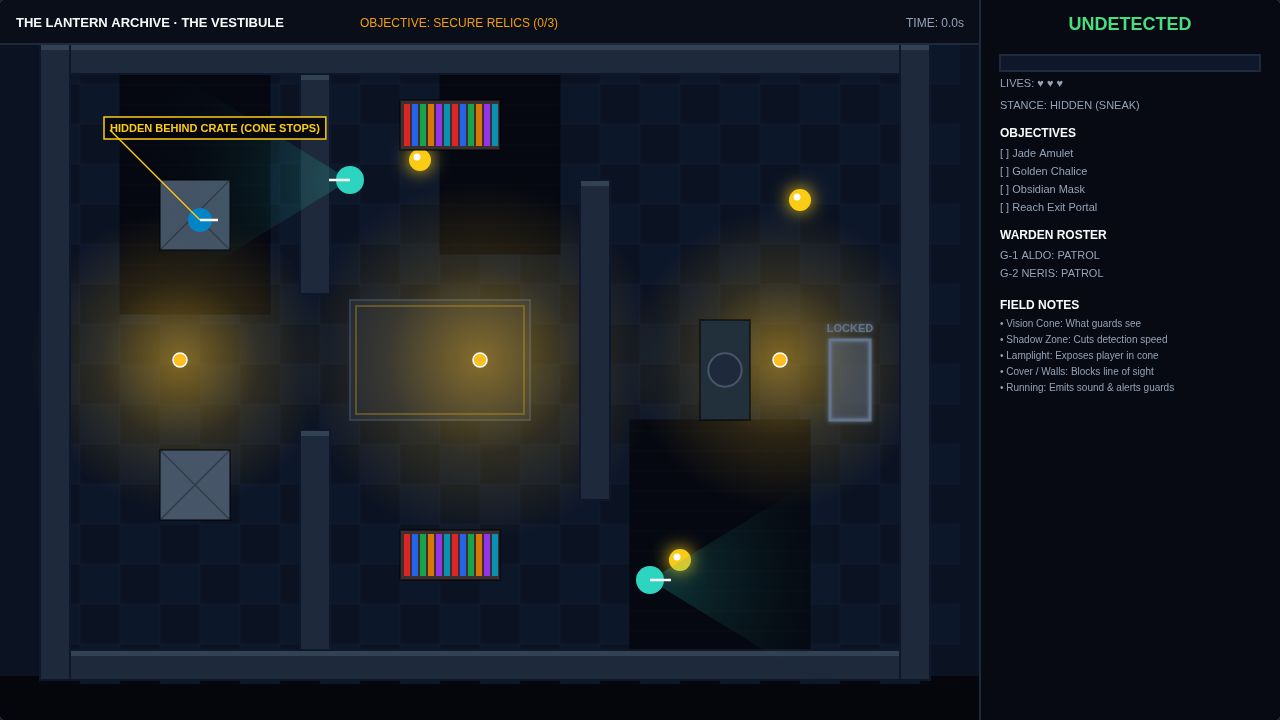 THE LANTERN ARCHIVE · THE VESTIBULE
OBJECTIVE: SECURE RELICS (0/3)
TIME: 0.0s
HIDDEN BEHIND CRATE (CONE STOPS)
LOCKED
UNDETECTED
LIVES: ♥ ♥ ♥
STANCE: HIDDEN (SNEAK)
OBJECTIVES
[ ] Jade Amulet
[ ] Golden Chalice
[ ] Obsidian Mask
[ ] Reach Exit Portal
WARDEN ROSTER
G-1 ALDO: PATROL
G-2 NERIS: PATROL
FIELD NOTES
• Vision Cone: What guards see
• Shadow Zone: Cuts detection speed
• Lamplight: Exposes player in cone
• Cover / Walls: Blocks line of sight
• Running: Emits sound & alerts guards